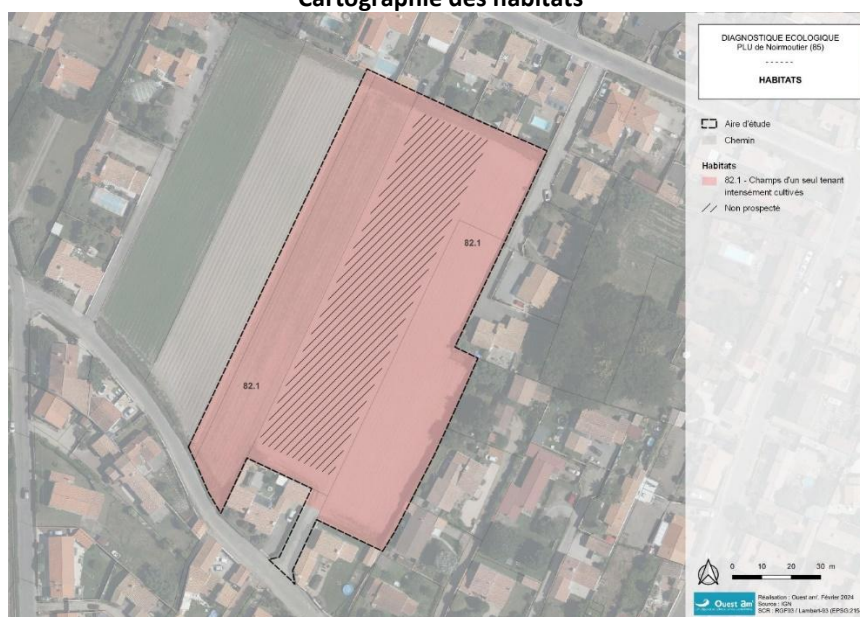 Cartographie des habitats
DIAGNOSTIQUE ECOLOGIQUE
PLU de Noirmoutier (85)
------
HABITATS
Aire d'étude
Chemin
Habitats
82.1 - Champs d'un seul tenant
intensément cultivés
Non prospecté
82.1
82.1
0 10 20 30 m
Ouest am'
Réalisation : Ouest am', Février 2024
Source : IGN
SCR : RGF93 / Lambert-93 (EPSG:215